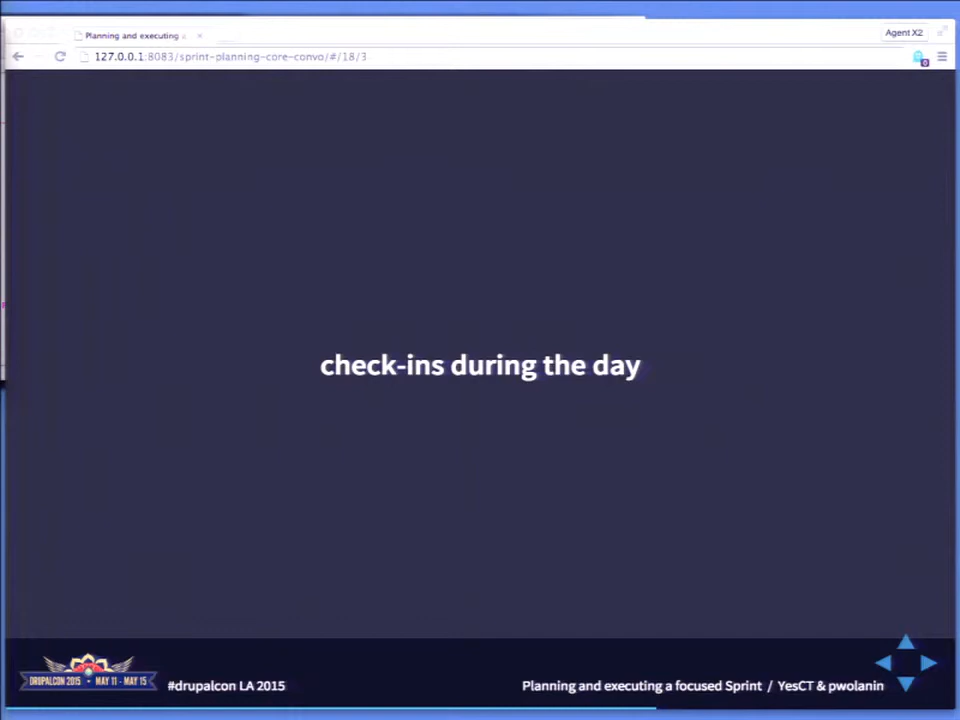 Planning and executing a
Agent X2
127.0.0.1:8083/sprint-planning-core-convo/#/18/3
0
check-ins during the day
DRUPALCON 2015 • MAY 11 - MAY 15
#drupalcon LA 2015
Planning and executing a focused Sprint / YesCT & pwolanin